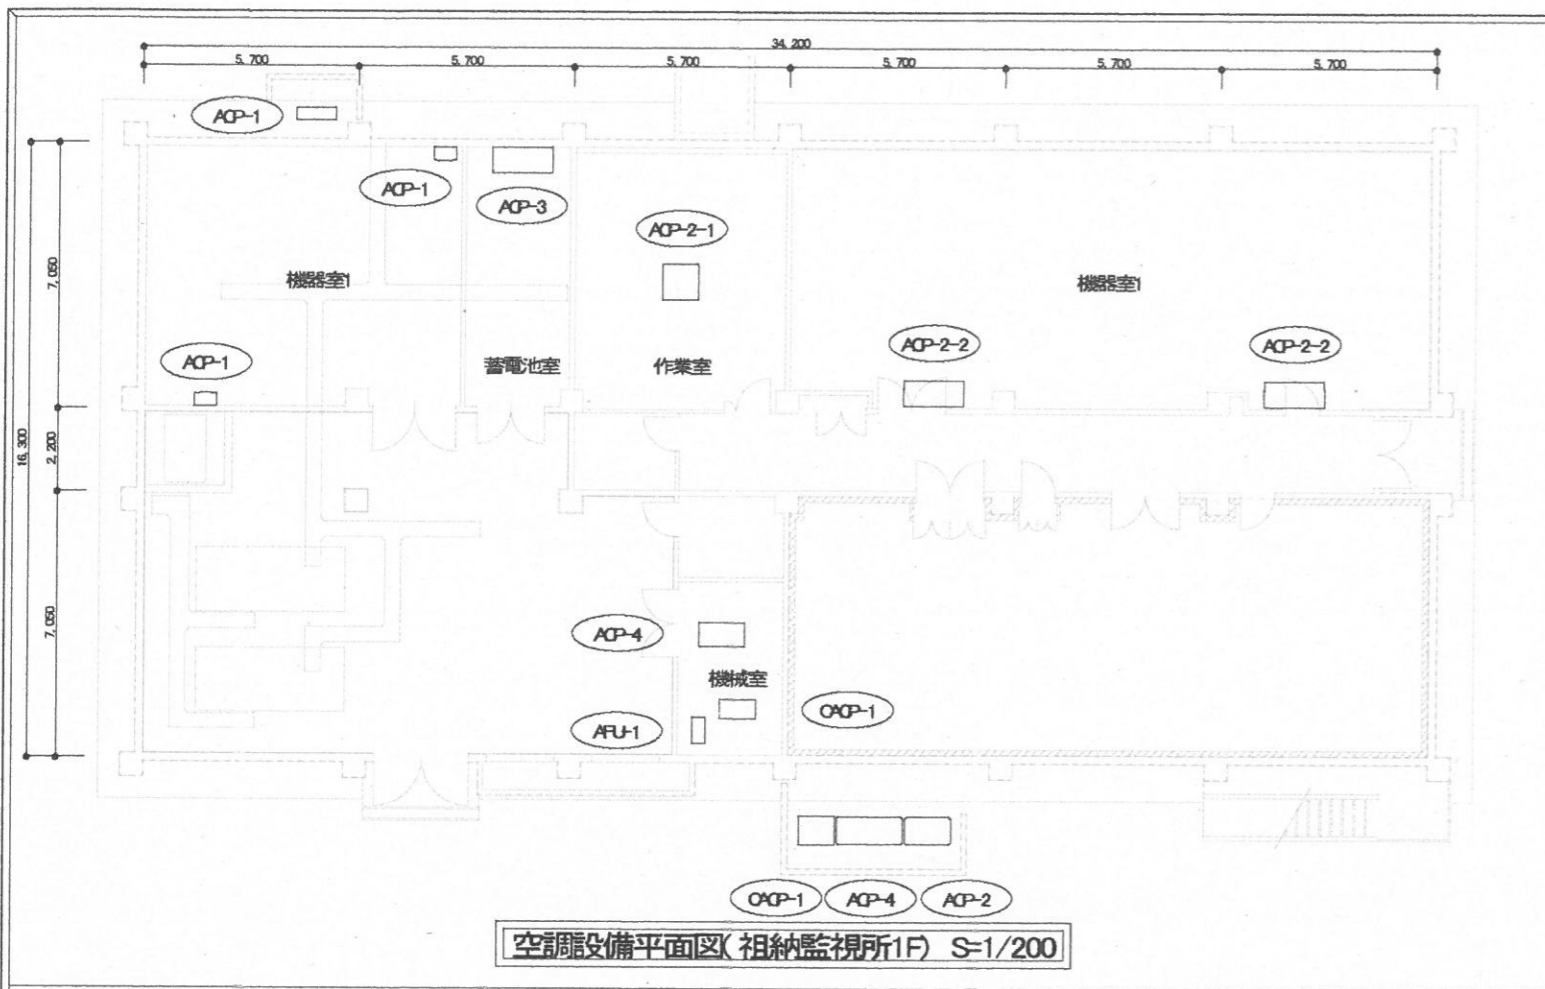 34,200
5,700 5,700 5,700 5,700 5,700 5,700
ACP-1
ACP-1
ACP-3
ACP-2-1
機器室1
機器室1
7,050
ACP-1
蓄電池室
作業室
ACP-2-2
ACP-2-2
16,300
2,200
7,050
ACP-4
機械室
AFU-1
OACP-1
OACP-1 ACP-4 ACP-2
空調設備平面図(祖納監視所1F) S=1/200